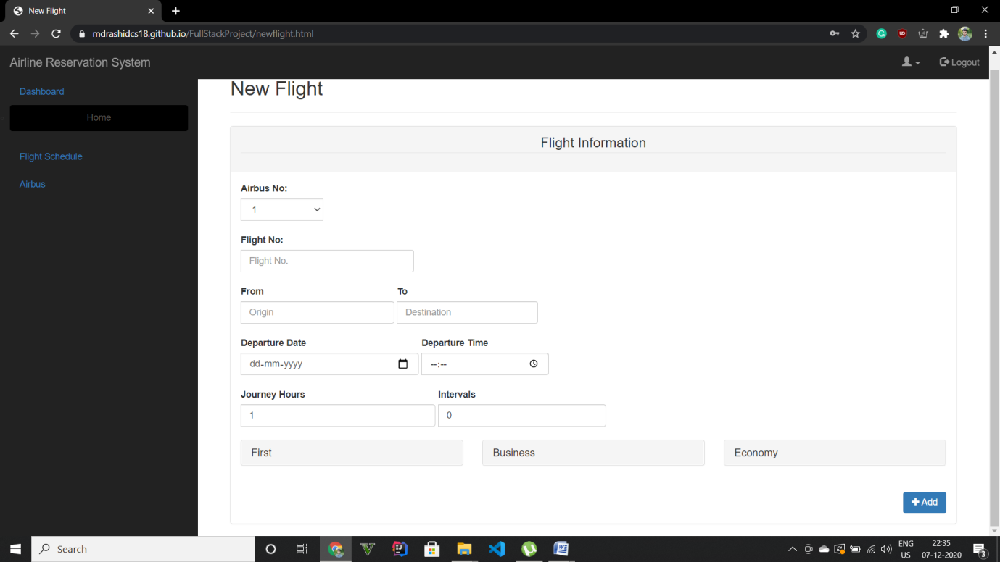 New Flight
mdrashidcs18.github.io/FullStackProject/newflight.html
Airline Reservation System
Logout
Dashboard
Home
Flight Schedule
Airbus
New Flight
Flight Information
Airbus No:
1
Flight No:
Flight No.
From To
Origin Destination
Departure Date Departure Time
dd-mm-yyyy --:--
Journey Hours Intervals
1 0
First Business Economy
+ Add
Search
ENG 22:35
US 07-12-2020
3